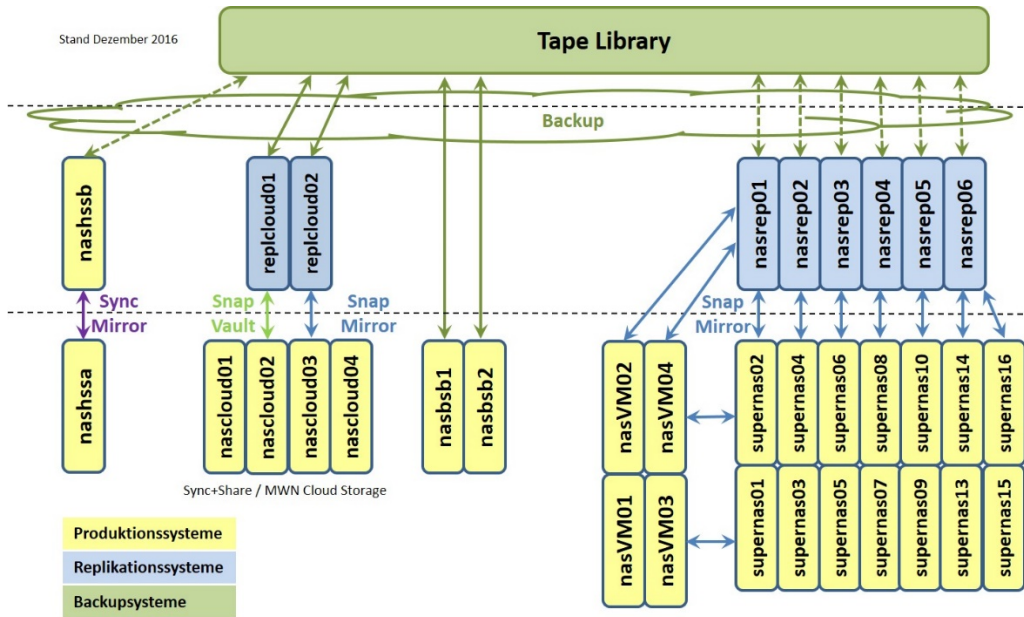 Stand Dezember 2016
Tape Library
Backup
nashssb
replcloud01
replcloud02
nasrep01
nasrep02
nasrep03
nasrep04
nasrep05
nasrep06
Sync
Mirror
Snap
Vault
Snap
Mirror
Snap
Mirror
nashssa
nascloud01
nascloud02
nascloud03
nascloud04
nasbsb1
nasbsb2
nasVM02
nasVM04
supernas02
supernas04
supernas06
supernas08
supernas10
supernas14
supernas16
nasVM01
nasVM03
supernas01
supernas03
supernas05
supernas07
supernas09
supernas13
supernas15
Sync+Share / MWN Cloud Storage
Produktionssysteme
Replikationssysteme
Backupsysteme